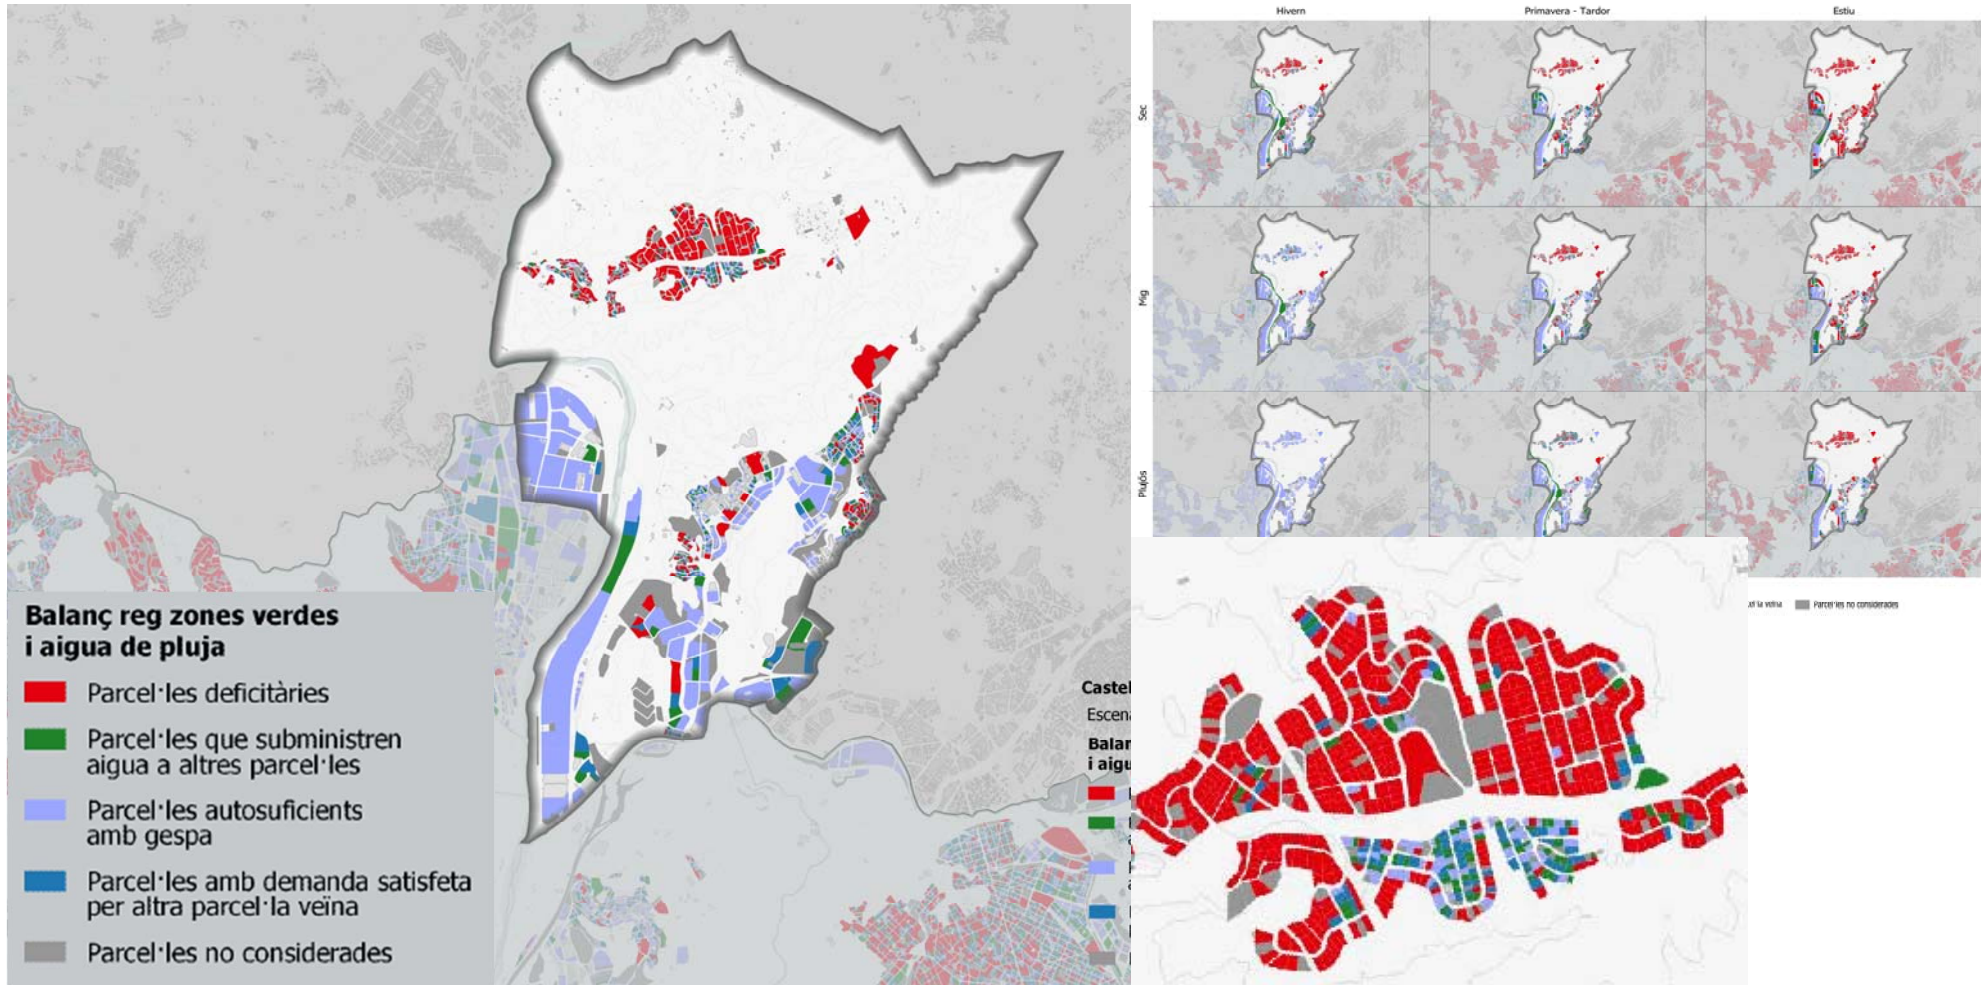 Hivern
Primavera - Tardor
Estiu
Sec
Mig
Plujós
Balanç reg zones verdes
i aigua de pluja
Parcel·les deficitàries
Parcel·les que subministren
aigua a altres parcel·les
Parcel·les autosuficients
amb gespa
Parcel·les amb demanda satisfeta
per altra parcel·la veïna
Parcel·les no considerades
Castel
Escena
Balan
i aigu
la veïna
Parcel·les no considerades